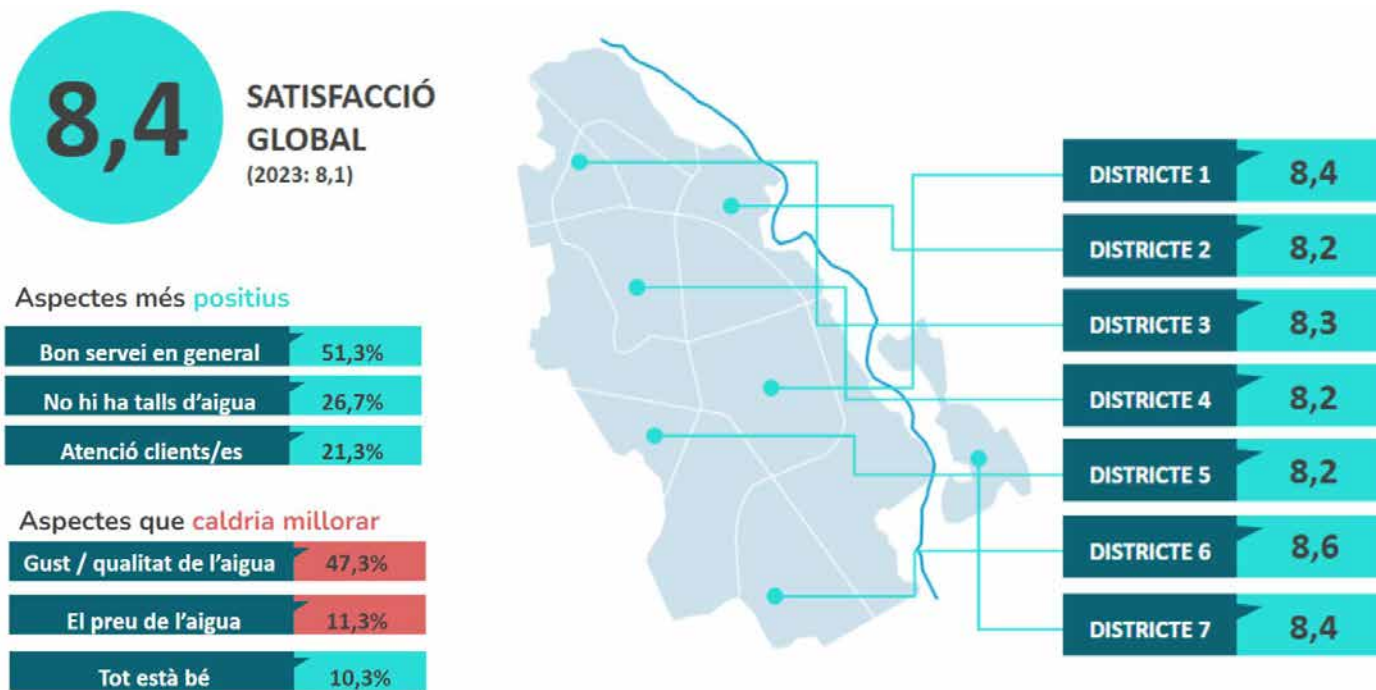 8,4
SATISFACCIÓ
GLOBAL
(2023: 8,1)
Aspectes més positius
Bon servei en general 51,3%
No hi ha talls d'aigua 26,7%
Atenció clients/es 21,3%
Aspectes que caldria millorar
Gust / qualitat de l'aigua 47,3%
El preu de l'aigua 11,3%
Tot està bé 10,3%
DISTRICTE 1 8,4
DISTRICTE 2 8,2
DISTRICTE 3 8,3
DISTRICTE 4 8,2
DISTRICTE 5 8,2
DISTRICTE 6 8,6
DISTRICTE 7 8,4